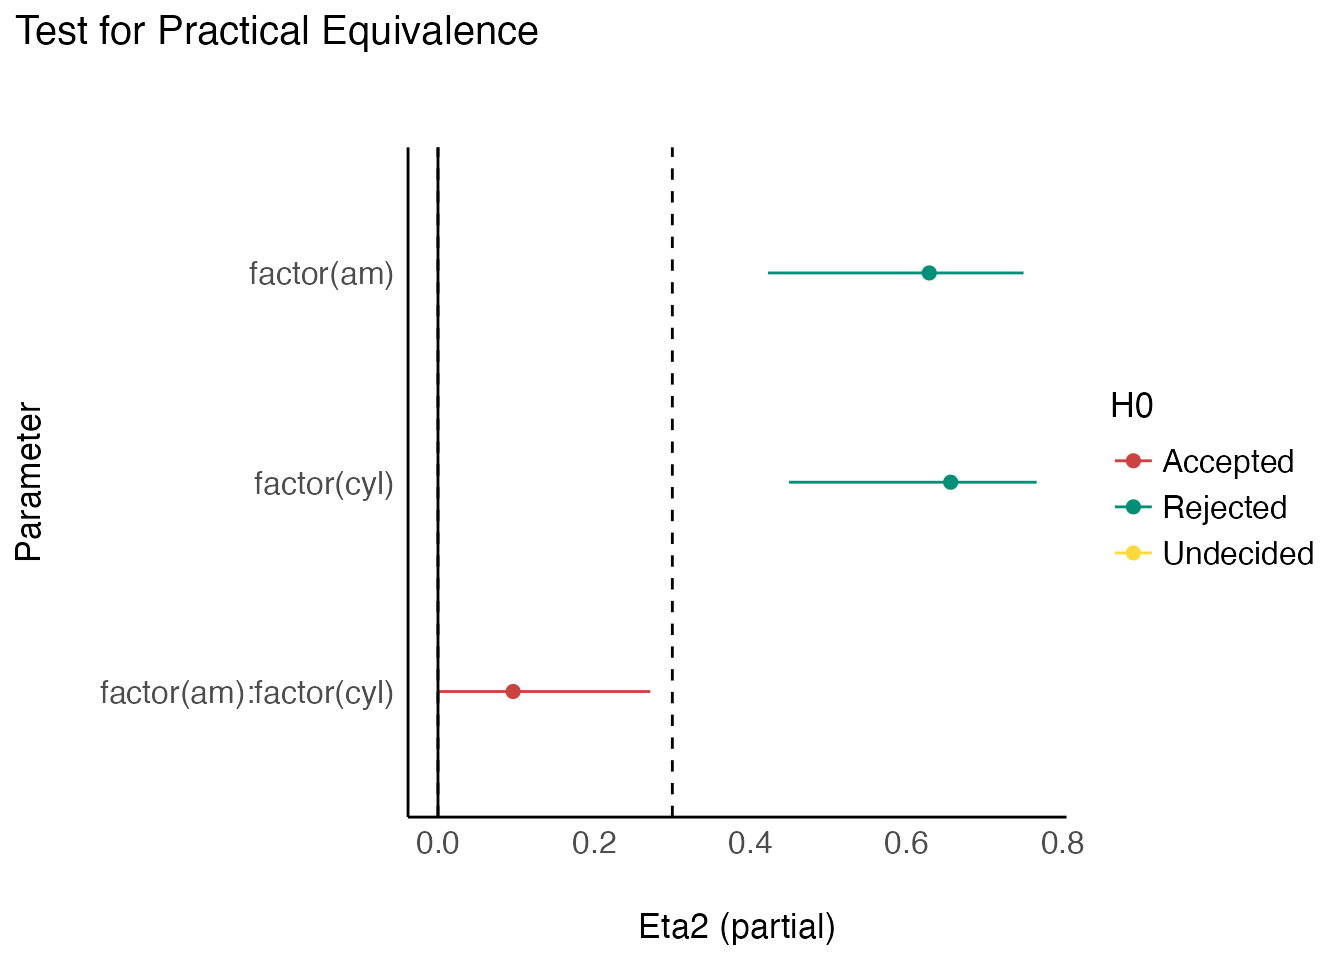 Test for Practical Equivalence
factor(am)
factor(cyl)
factor(am):factor(cyl)
Parameter
0.0 0.2 0.4 0.6 0.8
Eta2 (partial)
H0
Accepted
Rejected
Undecided